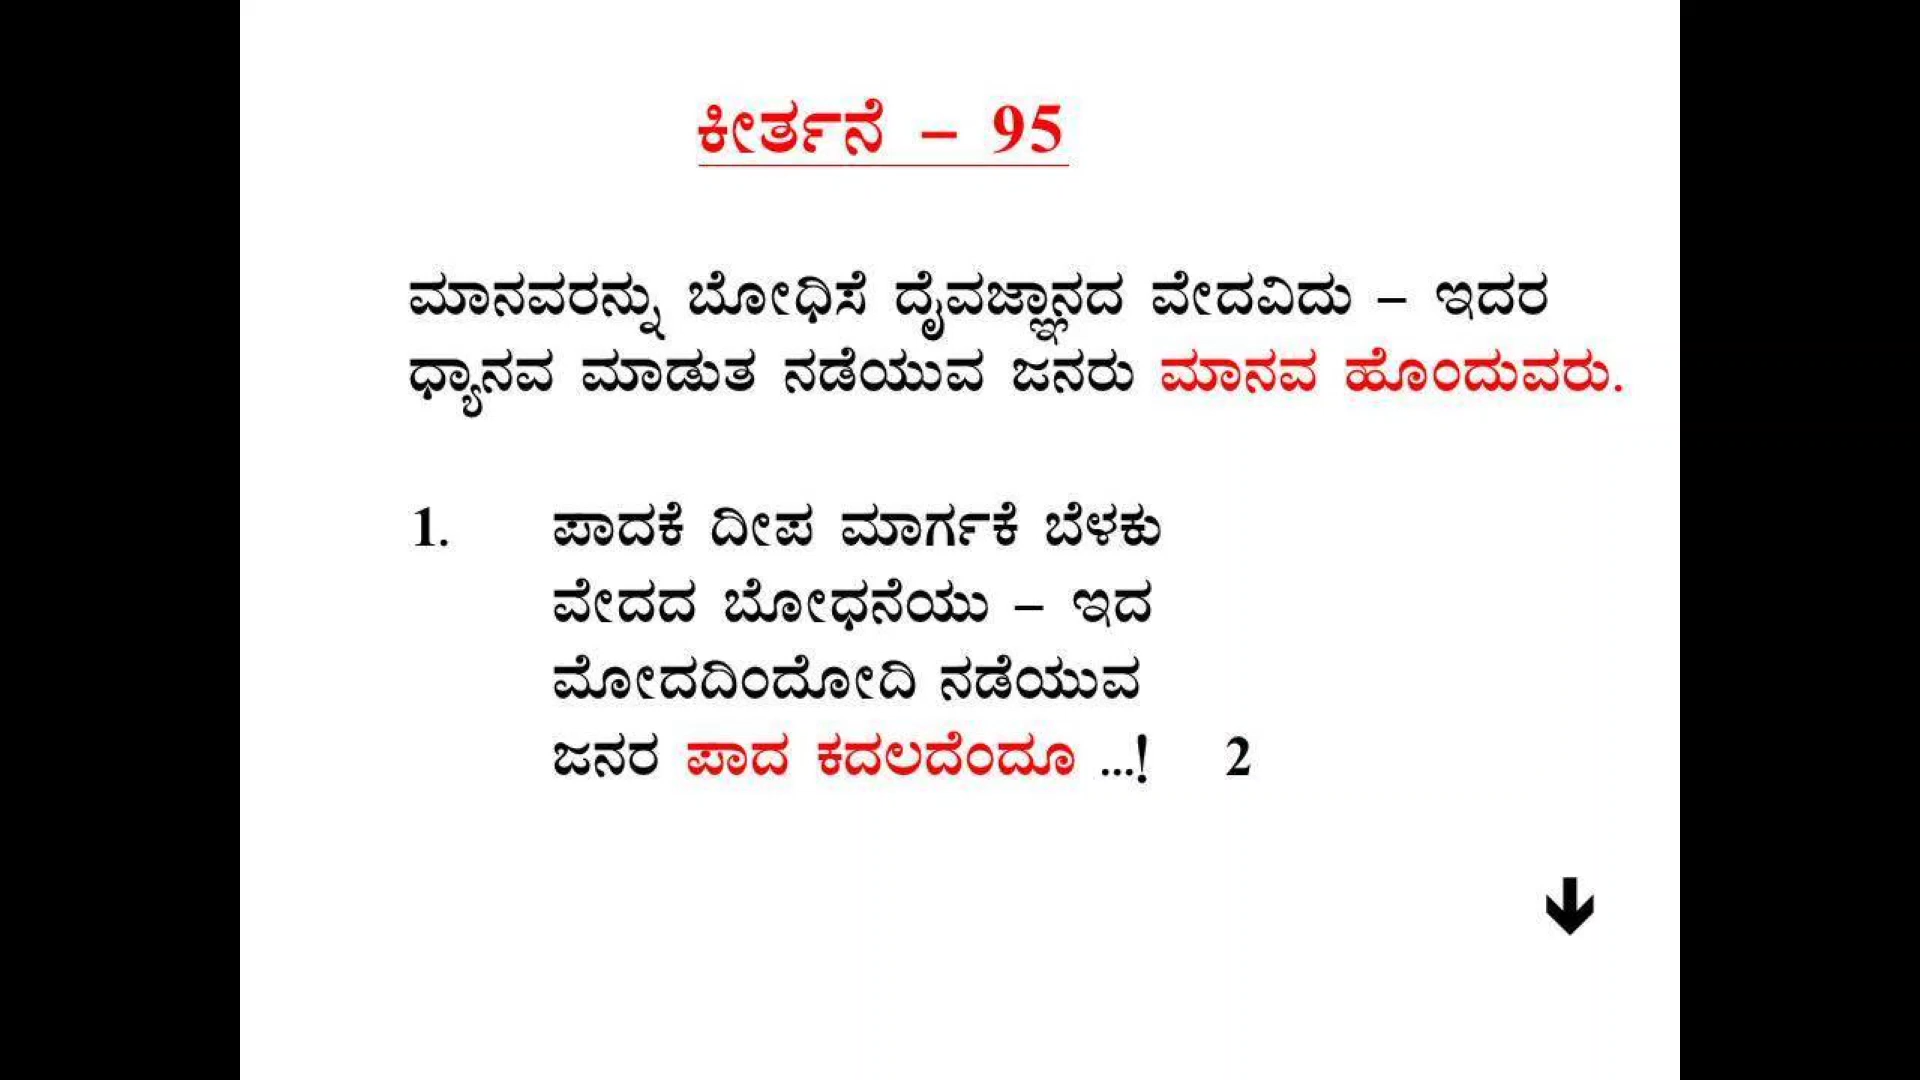 ಕೀರ್ತನೆ – 95
ಮಾನವರನ್ನು ಬೋಧಿಸೆ ದೈವಜ್ಞಾನದ ವೇದವಿದು – ಇದರ
ಧ್ಯಾನವ ಮಾಡುತ ನಡೆಯುವ ಜನರು ಮಾನವ ಹೊಂದುವರು.
1. ಪಾದಕೆ ದೀಪ ಮಾರ್ಗಕೆ ಬೆಳಕು
ವೇದದ ಬೋಧನೆಯು – ಇದ
ಮೋದದಿಂದೋದಿ ನಡೆಯುವ
ಜನರ ಪಾದ ಕದಲದೆಂದೂ ...! 2